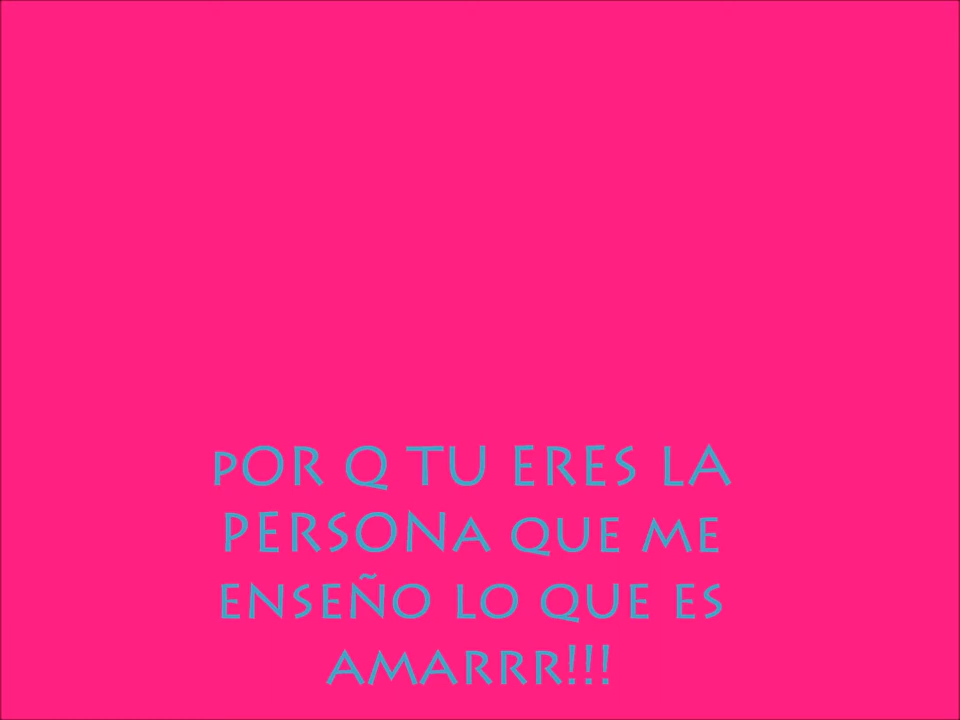 pOR Q TU ERES LA
PERSONa que me
enseño lo que es
amarrr!!!